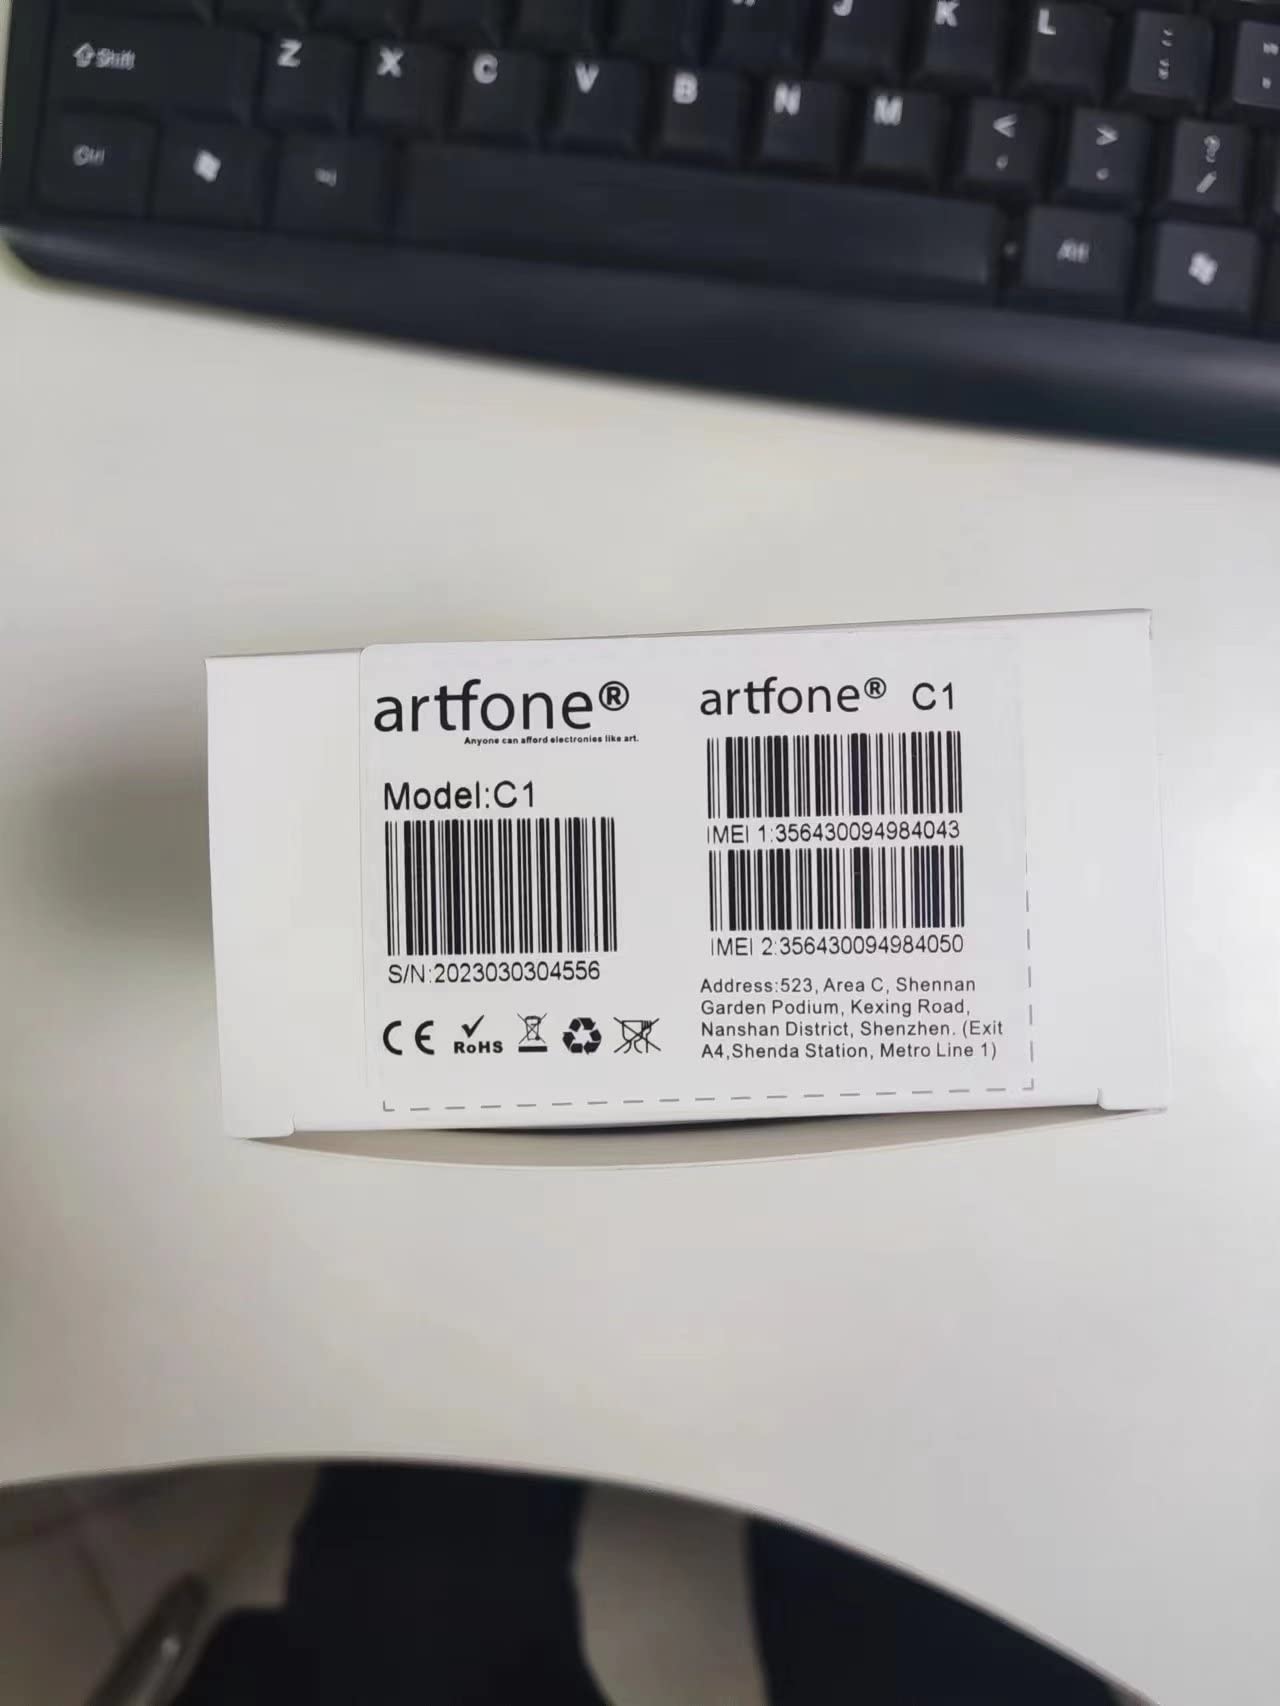 J K L
Shift Z X C V B N M < > ?
, . /
Ctrl Alt
artfone®
Anyone can afford electronics like art.
Model:C1
S/N:2023030304556
CE RoHS
artfone® C1
IMEI 1:356430094984043
IMEI 2:356430094984050
Address:523, Area C, Shennan
Garden Podium, Kexing Road,
Nanshan District, Shenzhen. (Exit
A4,Shenda Station, Metro Line 1)